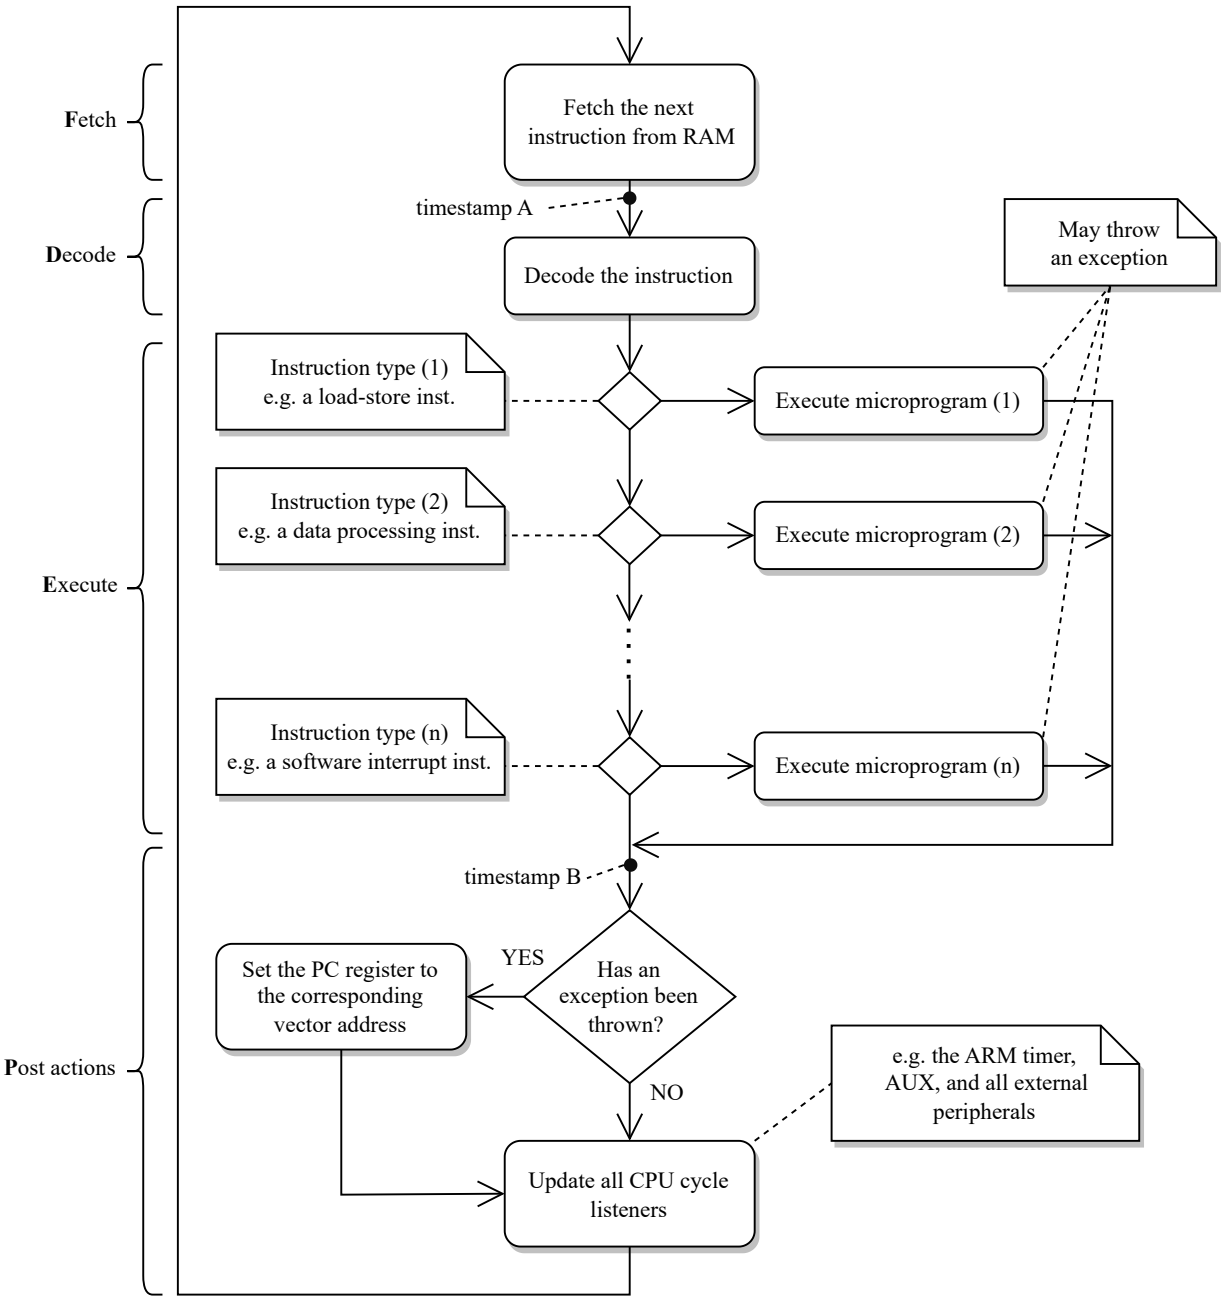 Fetch the next
instruction from RAM
Fetch
timestamp A
May throw
an exception
Decode
Decode the instruction
Instruction type (1)
e.g. a load-store inst.
Execute microprogram (1)
Instruction type (2)
e.g. a data processing inst.
Execute microprogram (2)
Execute
Instruction type (n)
e.g. a software interrupt inst.
Execute microprogram (n)
timestamp B
YES
Set the PC register to
the corresponding
vector address
Has an
exception been
thrown?
NO
Post actions
e.g. the ARM timer,
AUX, and all external
peripherals
Update all CPU cycle
listeners